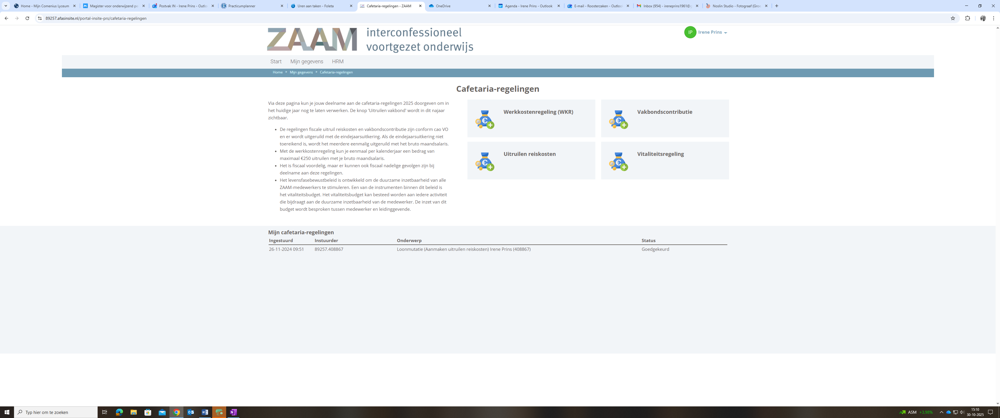 Home - Mijn Comenius Lyceum
Magister voor onderwijzend pe
Postvak IN - Irene Prins - Outlo
Practicumplanner
Uren aan taken - Foleta
Cafetaria-regelingen - ZAAM
OneDrive
Agenda - Irene Prins - Outlook
E-mail - Roosterzaken - Outloo
Inbox (954) - ireneprins1961@g
Noslin Studio - Fotograaf (Groe
89257.afasinsite.nl/portal-insite-prs/cafetaria-regelingen
ZAAM
interconfessioneel
voortgezet onderwijs
IP Irene Prins
Start Mijn gegevens HRM
Home » Mijn gegevens » Cafetaria-regelingen
Cafetaria-regelingen
Via deze pagina kun je jouw deelname aan de cafetaria-regelingen 2025 doorgeven om in
het huidige jaar nog te laten verwerken. De knop 'Uitruilen vakbond' wordt in dit najaar
zichtbaar.
• De regelingen fiscale uitruil reiskosten en vakbondscontributie zijn conform cao VO
en er wordt uitgeruild met de eindejaarsuitkering. Als de eindejaarsuitkering niet
toereikend is, wordt het meerdere eenmalig uitgeruild met het bruto maandsalaris.
• Met de werkkostenregeling kun je eenmaal per kalenderjaar een bedrag van
maximaal €250 uitruilen met je bruto maandsalaris.
• Het is fiscaal voordelig, maar er kunnen ook fiscaal nadelige gevolgen zijn bij
deelname aan deze regelingen.
• Het levensfasebewustbeleid is ontwikkeld om de duurzame inzetbaarheid van alle
ZAAM-medewerkers te stimuleren. Een van de instrumenten binnen dit beleid is
het vitaliteitsbudget. Het vitaliteitsbudget kan besteed worden aan iedere activiteit
die bijdraagt aan de duurzame inzetbaarheid van de medewerker. De inzet van dit
budget wordt besproken tussen medewerker en leidinggevende.
Werkkostenregeling (WKR)
Vakbondscontributie
Uitruilen reiskosten
Vitaliteitsregeling
Mijn cafetaria-regelingen
Ingestuurd Instuurder Onderwerp Status
26-11-2024 09:51 89257.408867 Loonmutatie (Aanmaken uitruilen reiskosten) Irene Prins (408867) Goedgekeurd
Typ hier om te zoeken
ASM +3,98%
15:10
30-10-2025